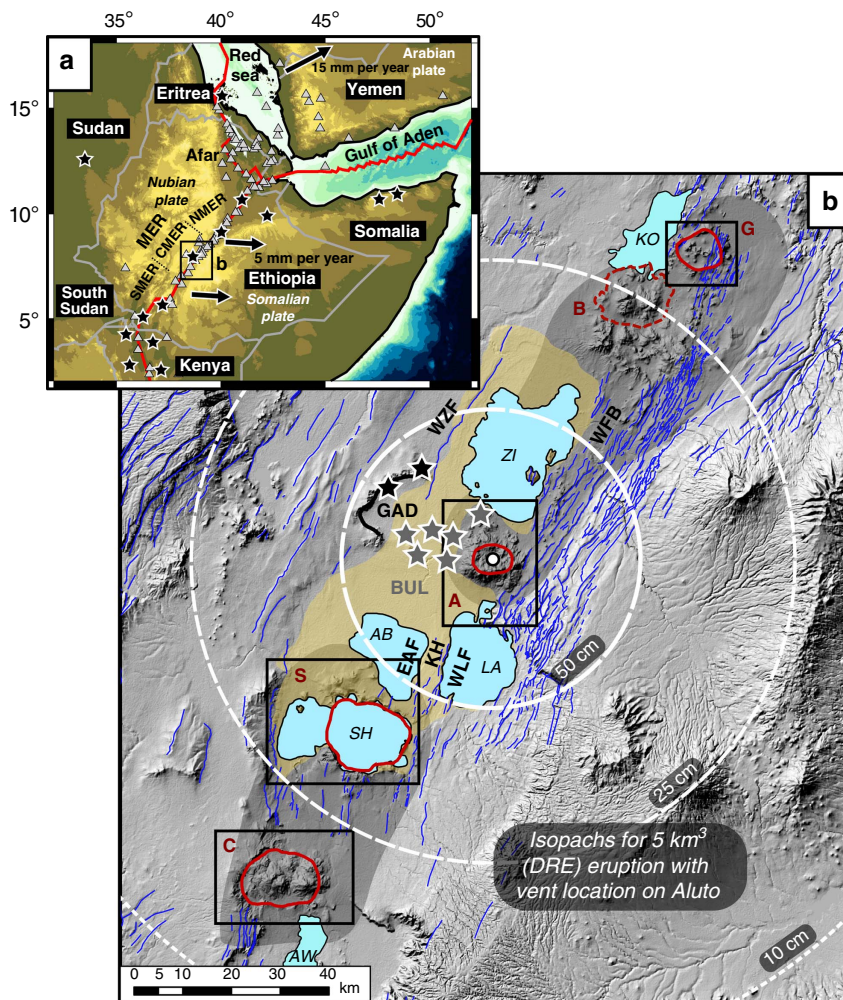 35°
40°
45°
50°
a
Red
sea
15 mm per year
Arabian
plate
Yemen
Eritrea
15°
Sudan
Afar
Gulf of Aden
Nubian
plate
10°
MER
CMER
NMER
SMER
b
5 mm per year
Somalia
Ethiopia
Somalian
plate
South
Sudan
5°
Kenya
b
KO
G
B
WZF
WFB
ZI
GAD
BUL
A
AB
EAF
KH
WLF
LA
50 cm
S
SH
25 cm
Isopachs for 5 km³
(DRE) eruption with
vent location on Aluto
C
10 cm
AW
0 5 10 20 30 40
km